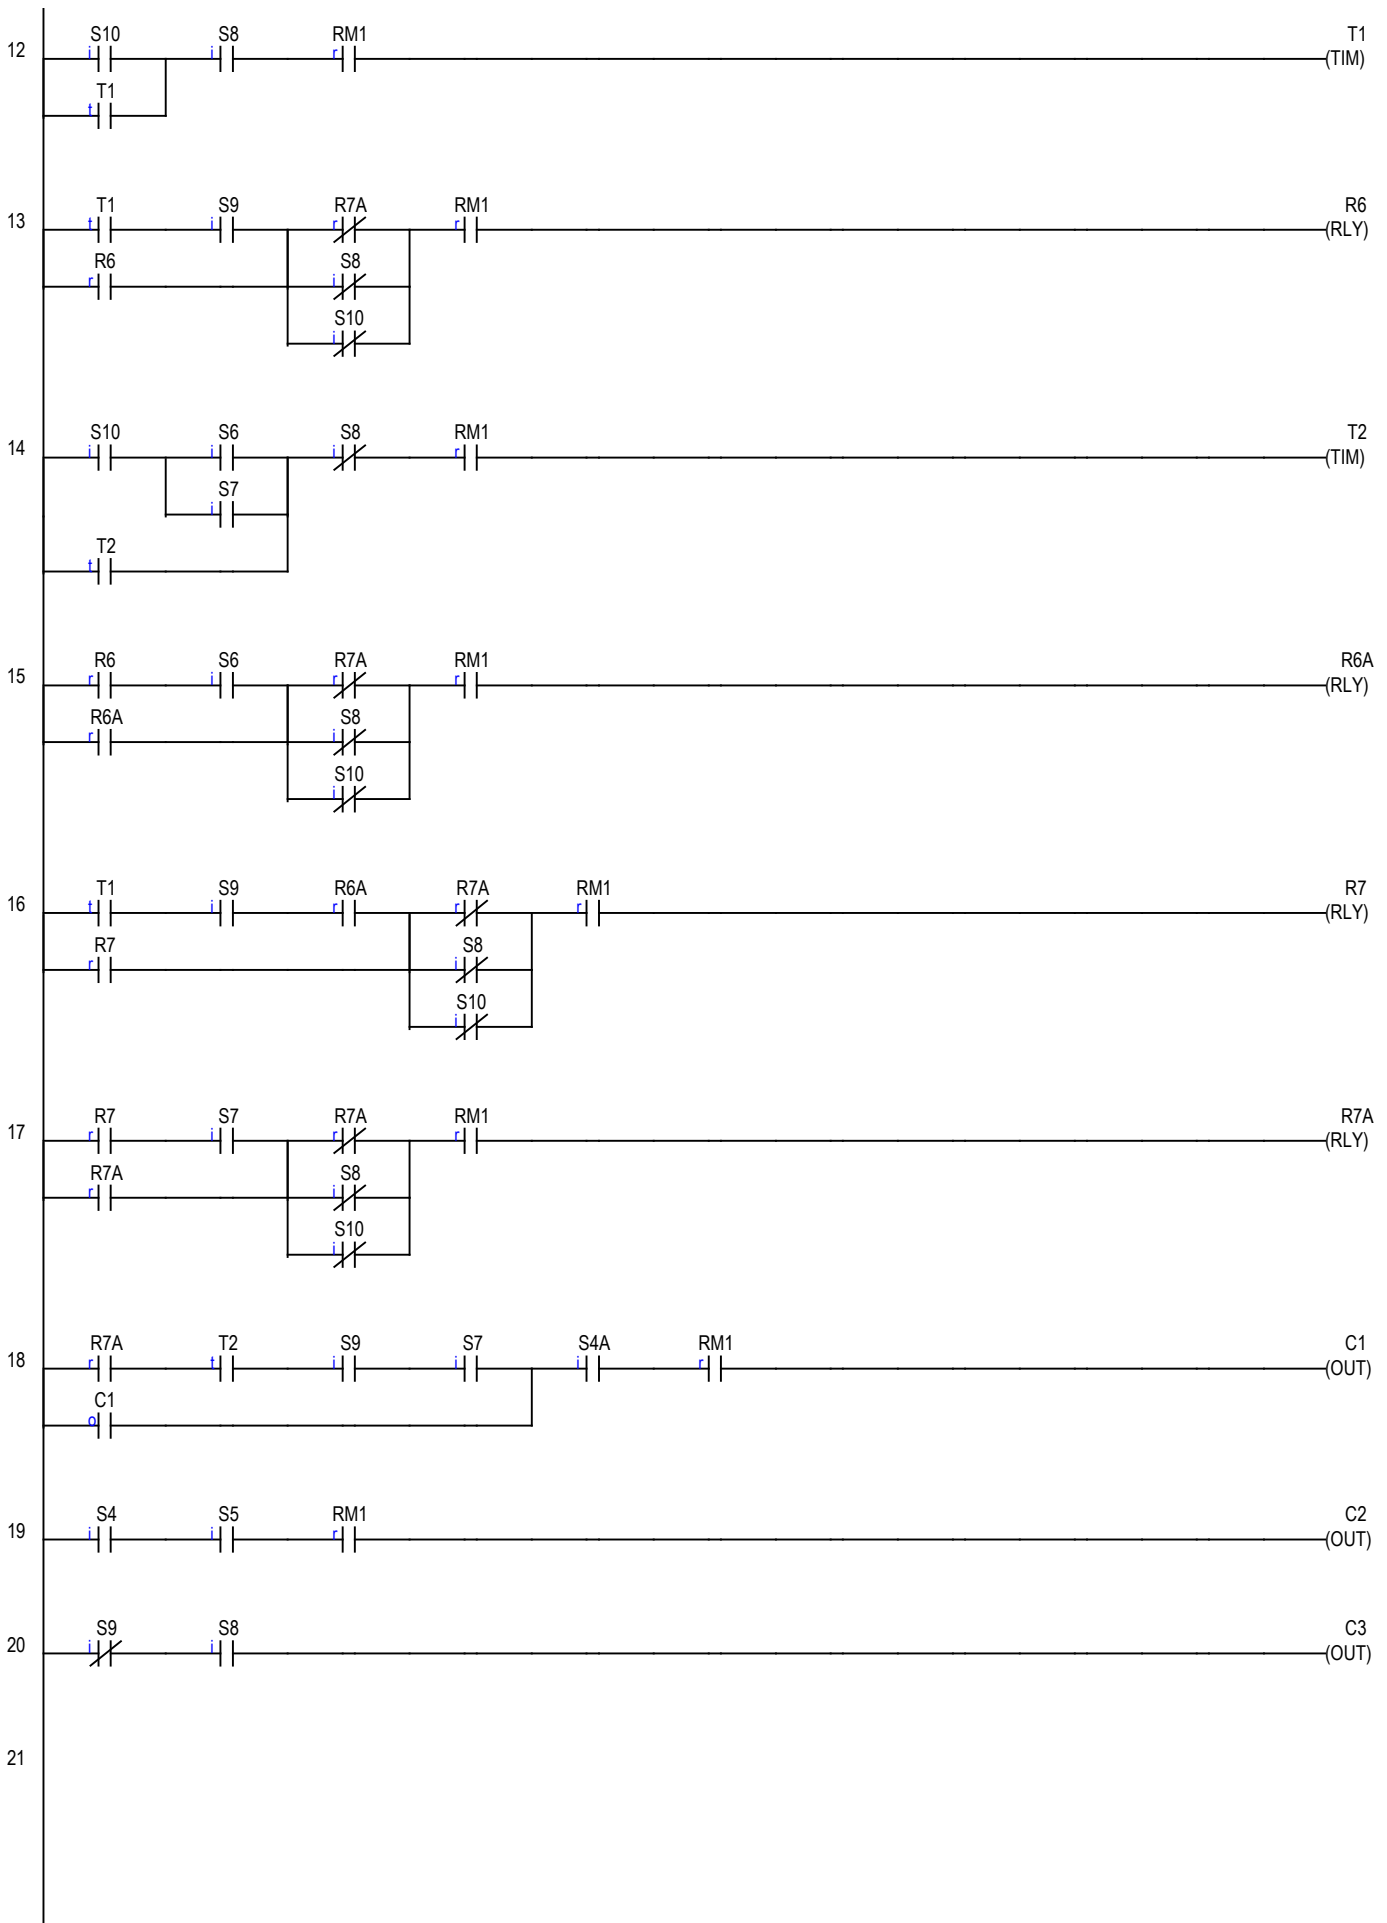 S10 S8 RM1 T1
12 i i r (TIM)
T1
t
T1 S9 R7A RM1 R6
13 t i r r (RLY)
R6 S8
r i
S10
i
S10 S6 S8 RM1 T2
14 i i i r (TIM)
S7
i
T2
t
R6 S6 R7A RM1 R6A
15 r i r r (RLY)
R6A S8
r i
S10
i
T1 S9 R6A R7A RM1 R7
16 t i r r r (RLY)
R7 S8
r i
S10
i
R7 S7 R7A RM1 R7A
17 r i r r (RLY)
R7A S8
r i
S10
i
R7A T2 S9 S7 S4A RM1 C1
18 r t i i i r (OUT)
C1
o
S4 S5 RM1 C2
19 i i r (OUT)
S9 S8 C3
20 i i (OUT)
21